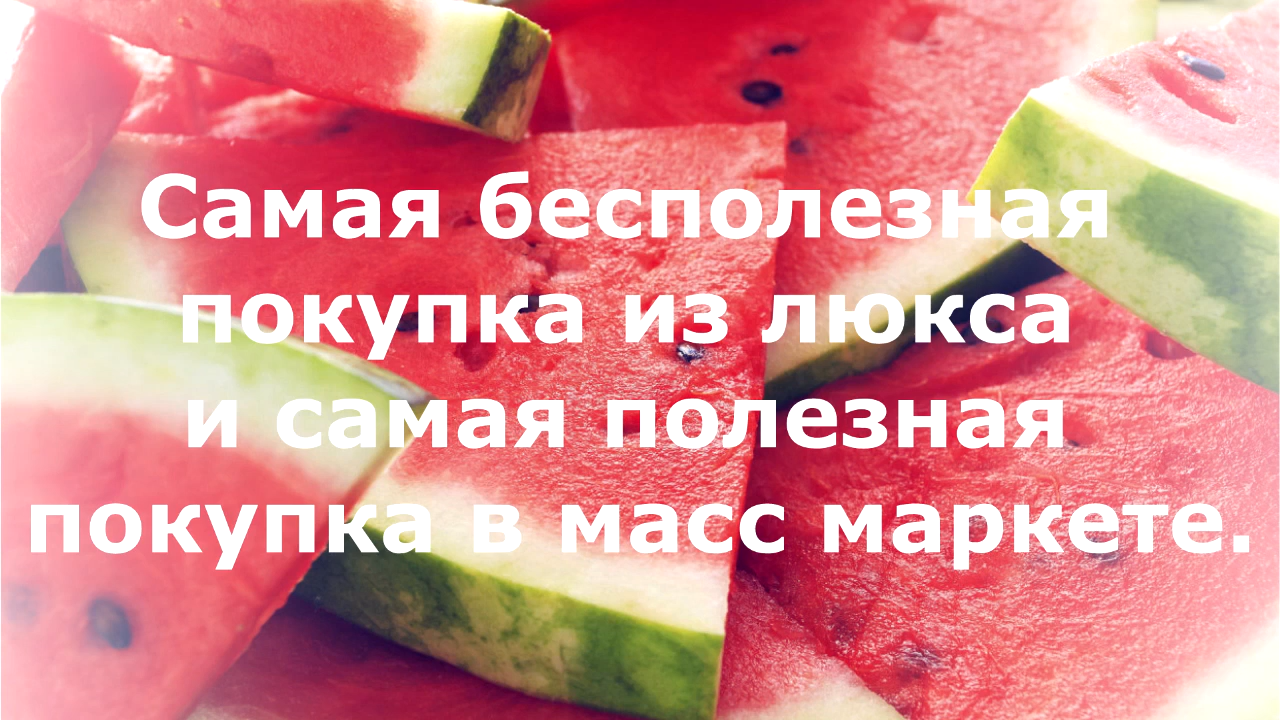 Самая бесполезная
покупка из люкса
и самая полезная
покупка в масс маркете.